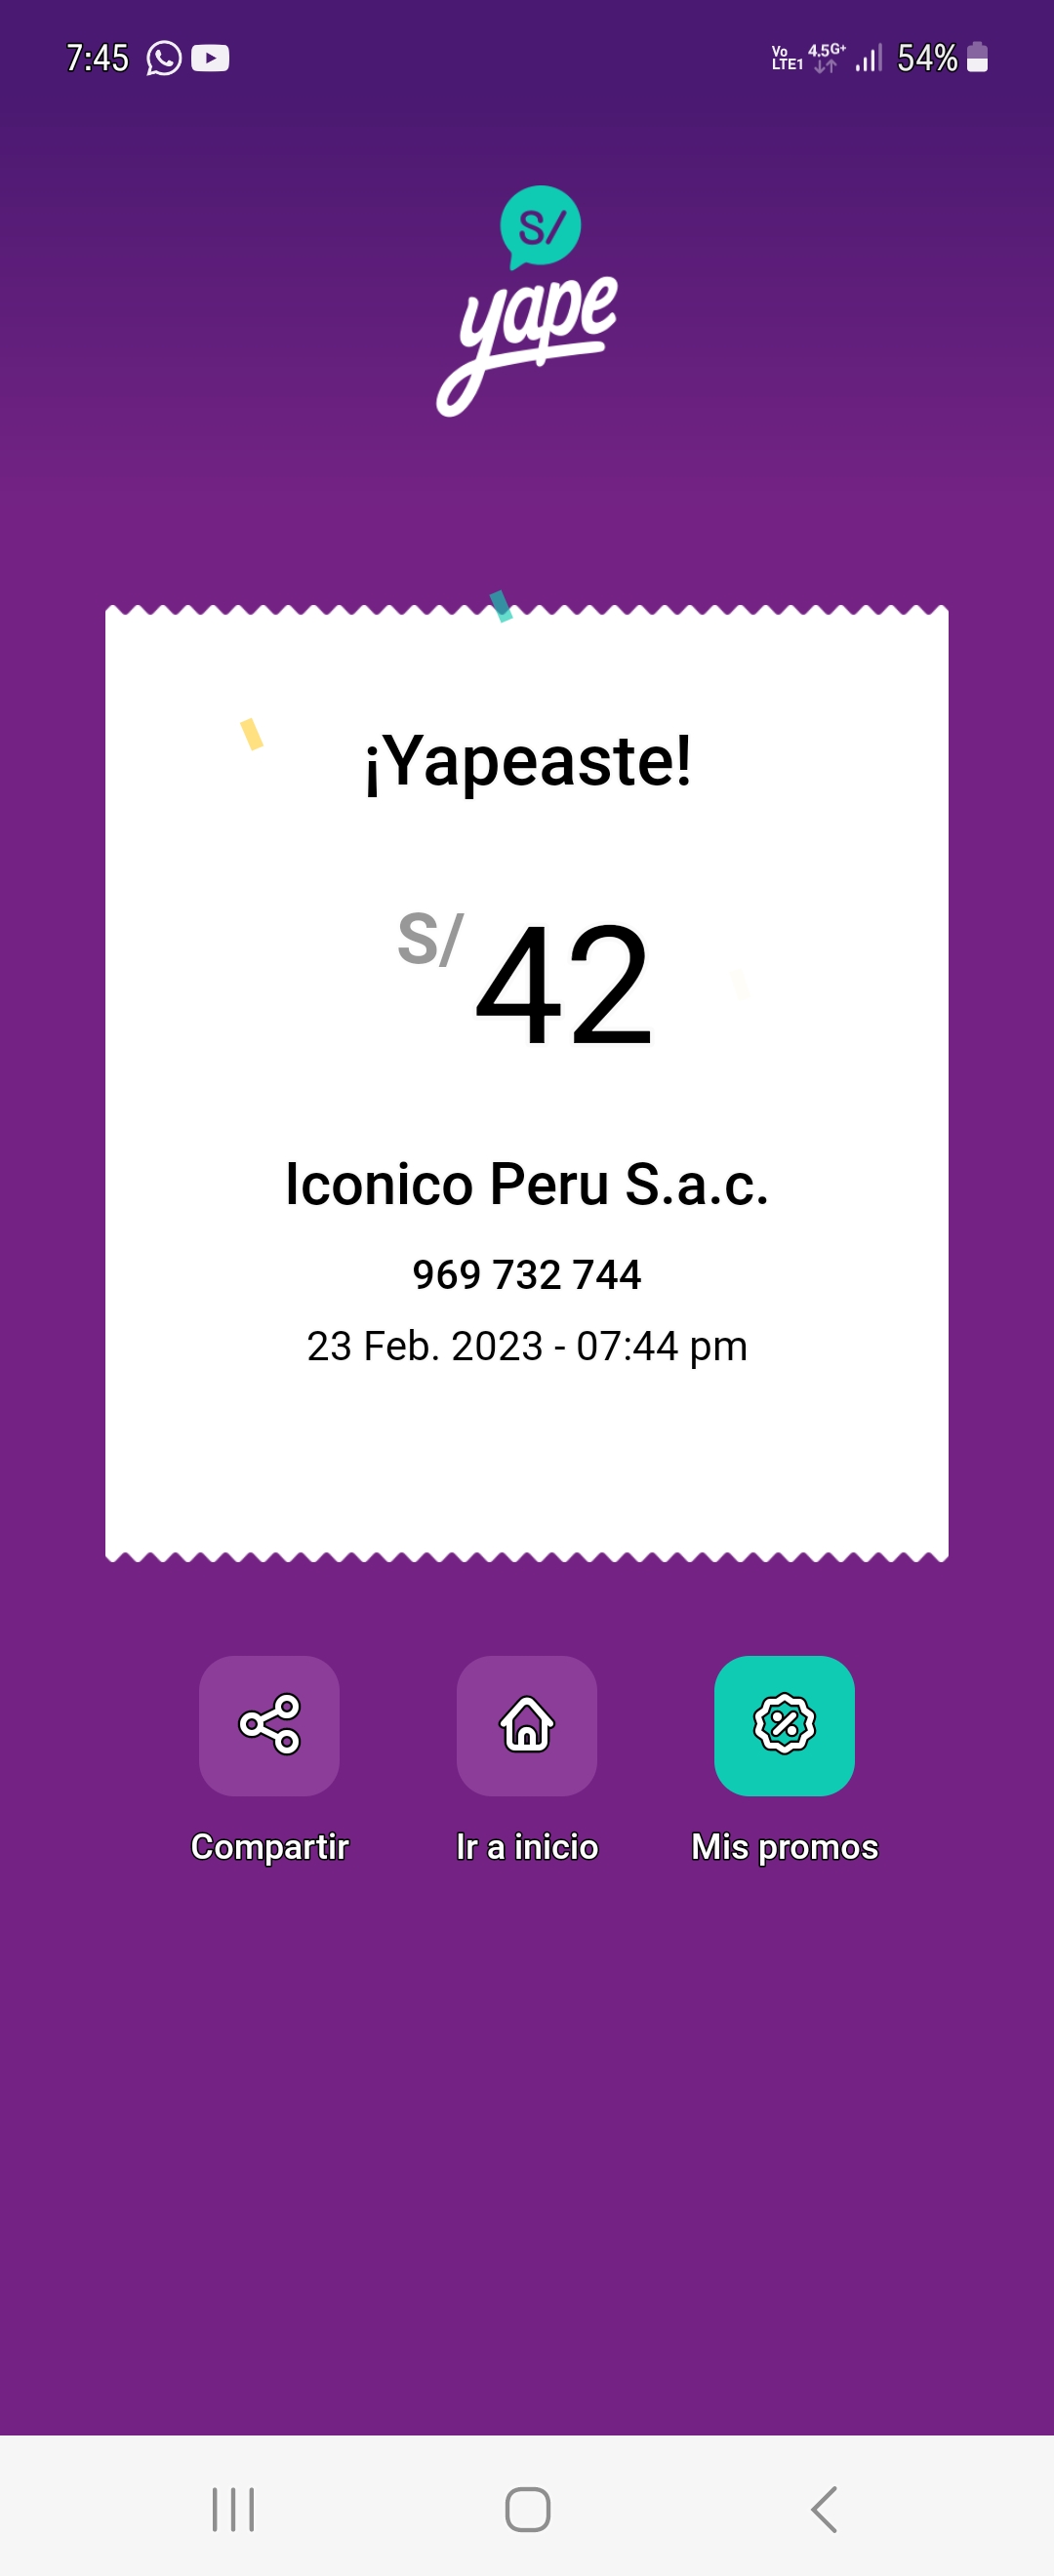 7:45
Vo LTE1 4.5G+ 54%
S/
yape
¡Yapeaste!
S/ 42
Iconico Peru S.a.c.
969 732 744
23 Feb. 2023 - 07:44 pm
Compartir Ir a inicio Mis promos